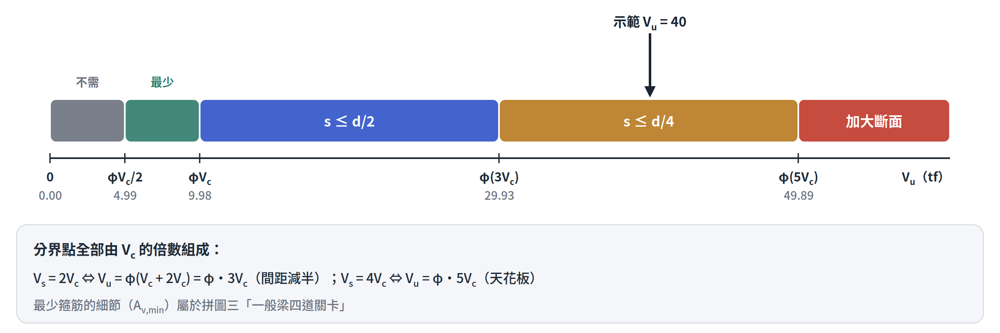 示範 Vu = 40
不需 最少
s ≤ d/2 s ≤ d/4 加大斷面
0 φVc/2 φVc φ(3Vc) φ(5Vc) Vu（tf）
0.00 4.99 9.98 29.93 49.89
分界點全部由 Vc 的倍數組成：
Vs = 2Vc ⇔ Vu = φ(Vc + 2Vc) = φ・3Vc（間距減半）；Vs = 4Vc ⇔ Vu = φ・5Vc（天花板）
最少箍筋的細節（Av,min）屬於拼圖三「一般梁四道關卡」